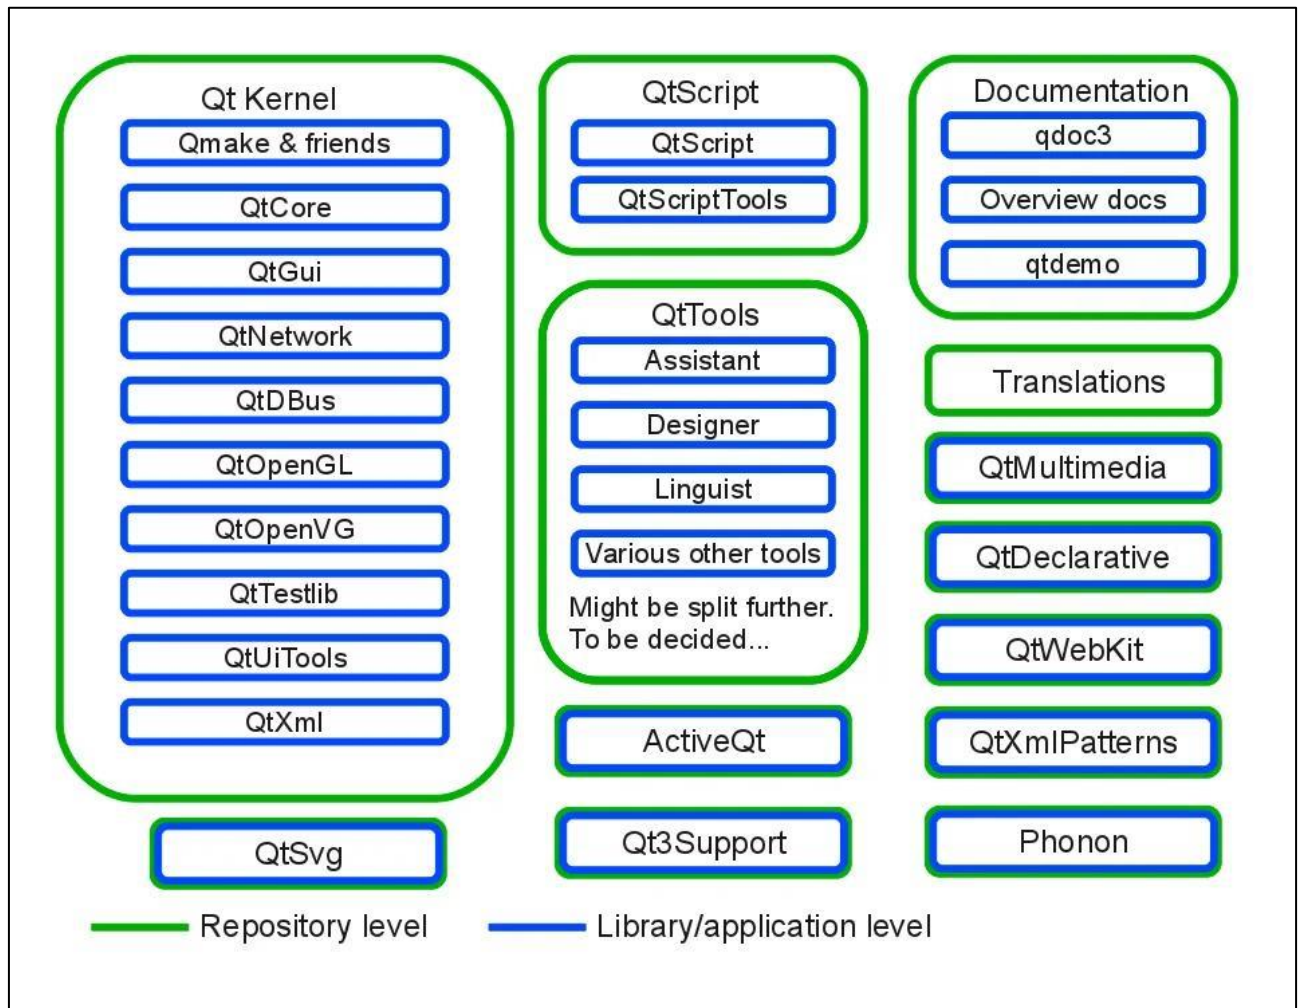 Qt Kernel
Qmake & friends
QtCore
QtGui
QtNetwork
QtDBus
QtOpenGL
QtOpenVG
QtTestlib
QtUiTools
QtXml
QtSvg
QtScript
QtScript
QtScriptTools
QtTools
Assistant
Designer
Linguist
Various other tools
Might be split further.
To be decided...
ActiveQt
Qt3Support
Documentation
qdoc3
Overview docs
qtdemo
Translations
QtMultimedia
QtDeclarative
QtWebKit
QtXmlPatterns
Phonon
Repository level
Library/application level